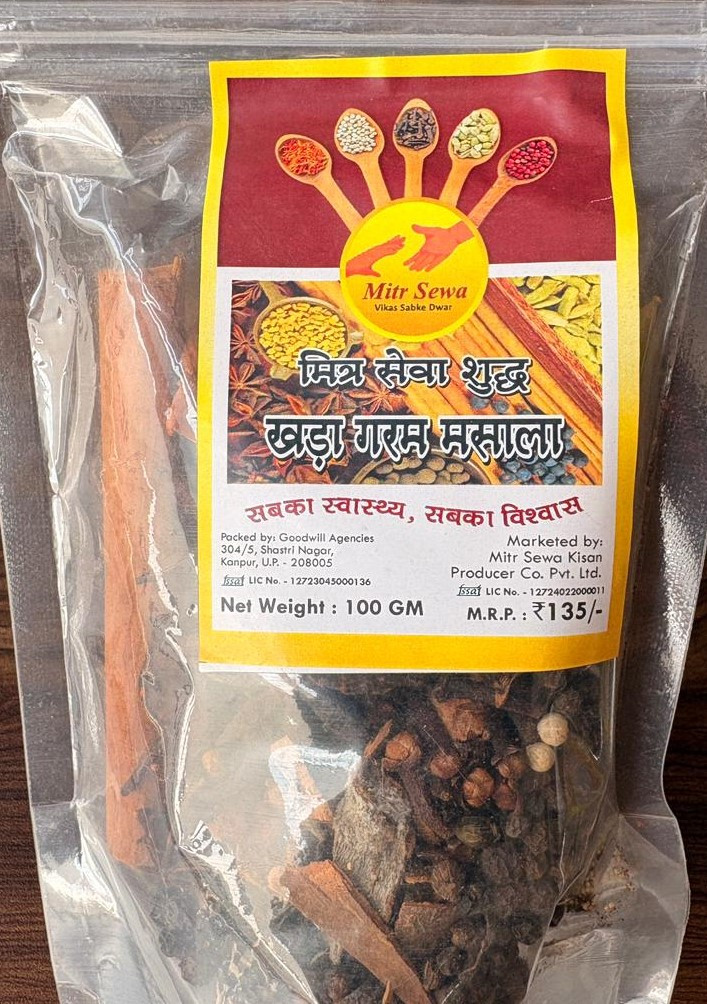 Mitr Sewa
Vikas Sabke Dwar
मित्र सेवा शुद्ध
खड़ा गरम मसाला
सबका स्वास्थ्य, सबका विश्वास
Packed by: Goodwill Agencies
304/5, Shastri Nagar,
Kanpur, U.P. - 208005
fssai LIC No. - 12723045000136
Net Weight : 100 GM
Marketed by:
Mitr Sewa Kisan
Producer Co. Pvt. Ltd.
fssai LIC No. - 12724022000011
M.R.P. : ₹135/-